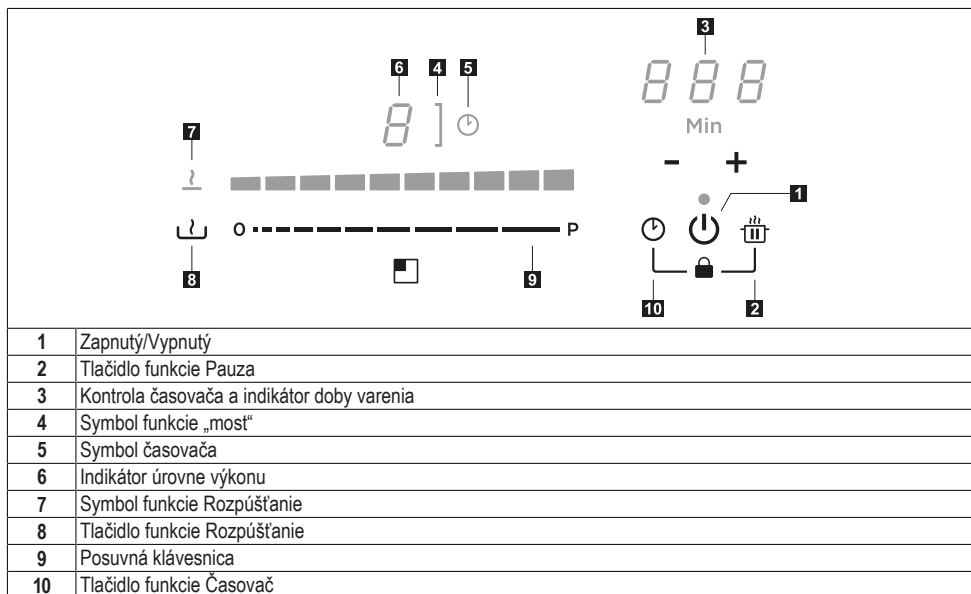 3
6 4 5
888
8 ]
Min
7
- +
1
O P
8 9
10 2
1 Zapnutý/Vypnutý
2 Tlačidlo funkcie Pauza
3 Kontrola časovača a indikátor doby varenia
4 Symbol funkcie „most“
5 Symbol časovača
6 Indikátor úrovne výkonu
7 Symbol funkcie Rozpúšťanie
8 Tlačidlo funkcie Rozpúšťanie
9 Posuvná klávesnica
10 Tlačidlo funkcie Časovač